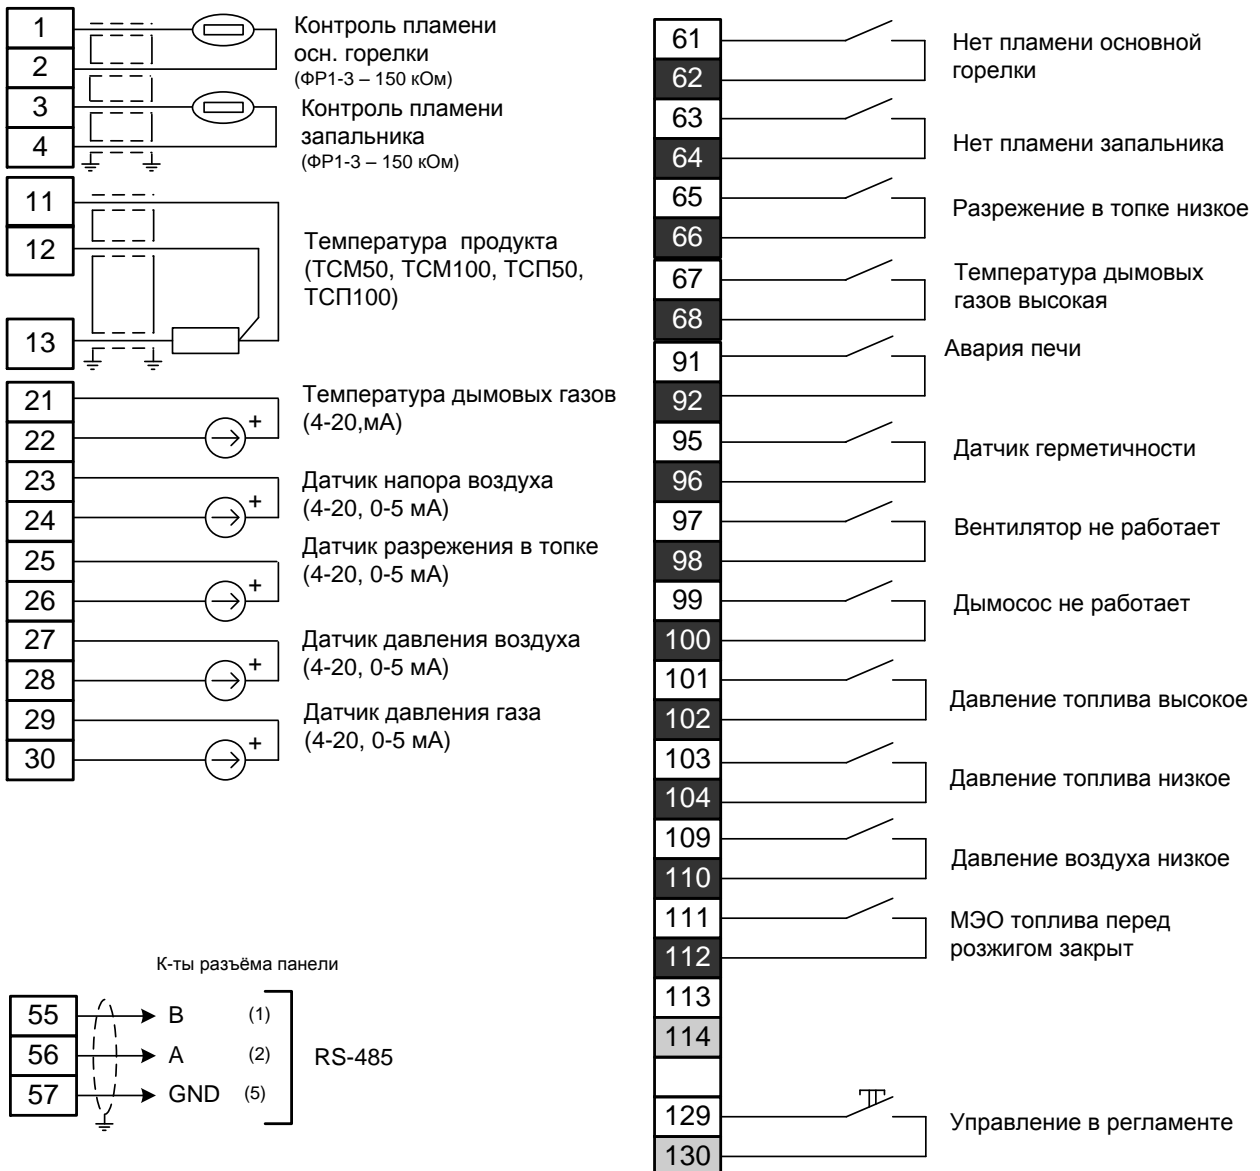 1
2
3
4
Контроль пламени
осн. горелки
(ФР1-3 – 150 кОм)
Контроль пламени
запальника
(ФР1-3 – 150 кОм)
11
12
13
Температура продукта
(ТСМ50, ТСМ100, ТСП50,
ТСП100)
21
22
+
Температура дымовых газов
(4-20,мА)
23
24
+
Датчик напора воздуха
(4-20, 0-5 мА)
25
26
+
Датчик разрежения в топке
(4-20, 0-5 мА)
27
28
+
Датчик давления воздуха
(4-20, 0-5 мА)
29
30
+
Датчик давления газа
(4-20, 0-5 мА)
К-ты разъёма панели
55 B (1)
56 A (2)
57 GND (5)
RS-485
61
62
Нет пламени основной
горелки
63
64
Нет пламени запальника
65
66
Разрежение в топке низкое
67
68
Температура дымовых
газов высокая
91
92
Авария печи
95
96
Датчик герметичности
97
98
Вентилятор не работает
99
100
Дымосос не работает
101
102
Давление топлива высокое
103
104
Давление топлива низкое
109
110
Давление воздуха низкое
111
112
МЭО топлива перед
розжигом закрыт
113
114
129
130
Управление в регламенте